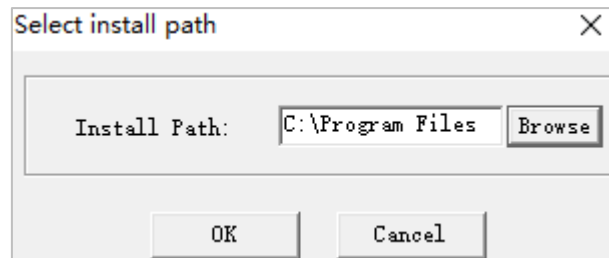 Select install path
Install Path: C:\Program Files Browse
OK Cancel